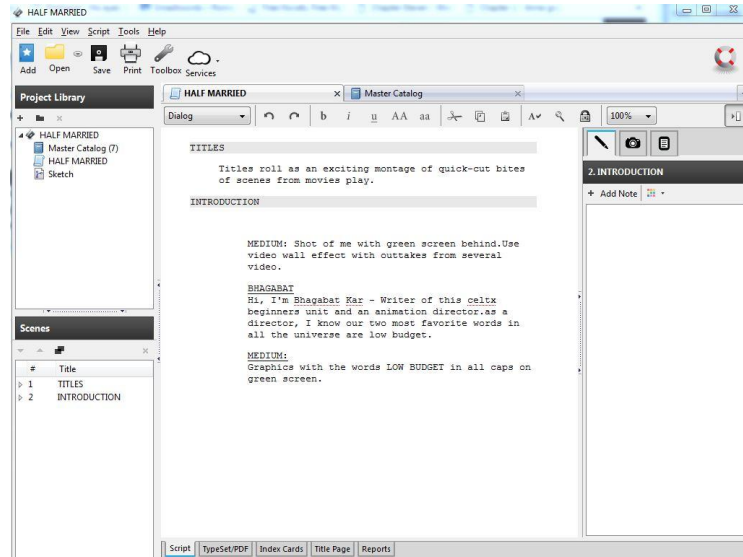 HALF MARRIED
File Edit View Script Tools Help
Add Open Save Print Toolbox Services
Project Library
HALF MARRIED
Master Catalog (7)
HALF MARRIED
Sketch
Scenes
# Title
1 TITLES
2 INTRODUCTION
HALF MARRIED x Master Catalog x
Dialog b i u AA aa A 100%
TITLES
Titles roll as an exciting montage of quick-cut bites
of scenes from movies play.
INTRODUCTION
MEDIUM: Shot of me with green screen behind.Use
video wall effect with outtakes from several
video.
BHAGABAT
Hi, I'm Bhagabat Kar - Writer of this celtx
beginners unit and an animation director.as a
director, I know our two most favorite words in
all the universe are low budget.
MEDIUM:
Graphics with the words LOW BUDGET in all caps on
green screen.
Script TypeSet/PDF Index Cards Title Page Reports
2. INTRODUCTION
+ Add Note